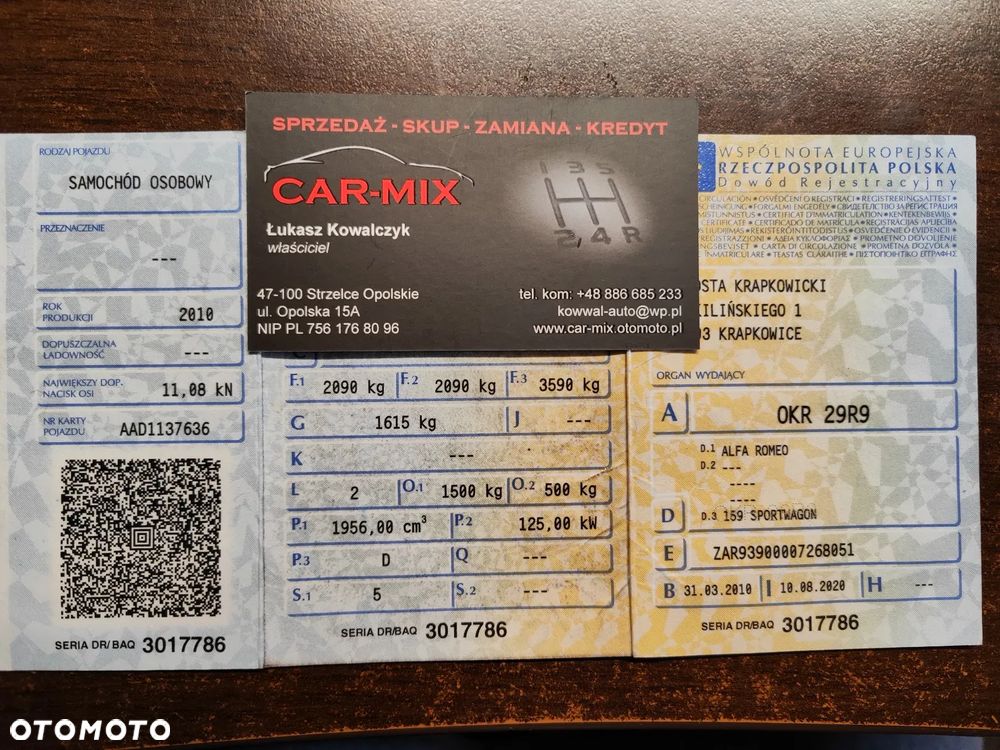 RODZAJ POJAZDU
SAMOCHÓD OSOBOWY
PRZEZNACZENIE
---
ROK PRODUKCJI 2010
DOPUSZCZALNA ŁADOWNOŚĆ ---
NAJWIĘKSZY DOP. NACISK OSI 11,08 kN
NR KARTY POJAZDU AAD1137636
SERIA DR/BAQ 3017786
SPRZEDAŻ - SKUP - ZAMIANA - KREDYT
CAR-MIX
1 3 5
2 4 R
Łukasz Kowalczyk
właściciel
47-100 Strzelce Opolskie
ul. Opolska 15A
NIP PL 756 176 80 96
tel. kom: +48 886 685 233
kowwal-auto@wp.pl
www.car-mix.otomoto.pl
F.1 2090 kg F.2 2090 kg F.3 3590 kg
G 1615 kg J ---
K ---
L 2 O.1 1500 kg O.2 500 kg
P.1 1956,00 cm³ P.2 125,00 kW
P.3 D Q ---
S.1 5 S.2 ---
SERIA DR/BAQ 3017786
WSPÓLNOTA EUROPEJSKA
RZECZPOSPOLITA POLSKA
Dowód Rejestracyjny
OSTA KRAPKOWICKI
KILIŃSKIEGO 1
03 KRAPKOWICE
ORGAN WYDAJĄCY
A OKR 29R9
D.1 ALFA ROMEO
D.2 ---
----
----
D D.3 159 SPORTWAGON
E ZAR93900007268051
B 31.03.2010 I 10.08.2020 H ---
SERIA DR/BAQ 3017786
OTOMOTO